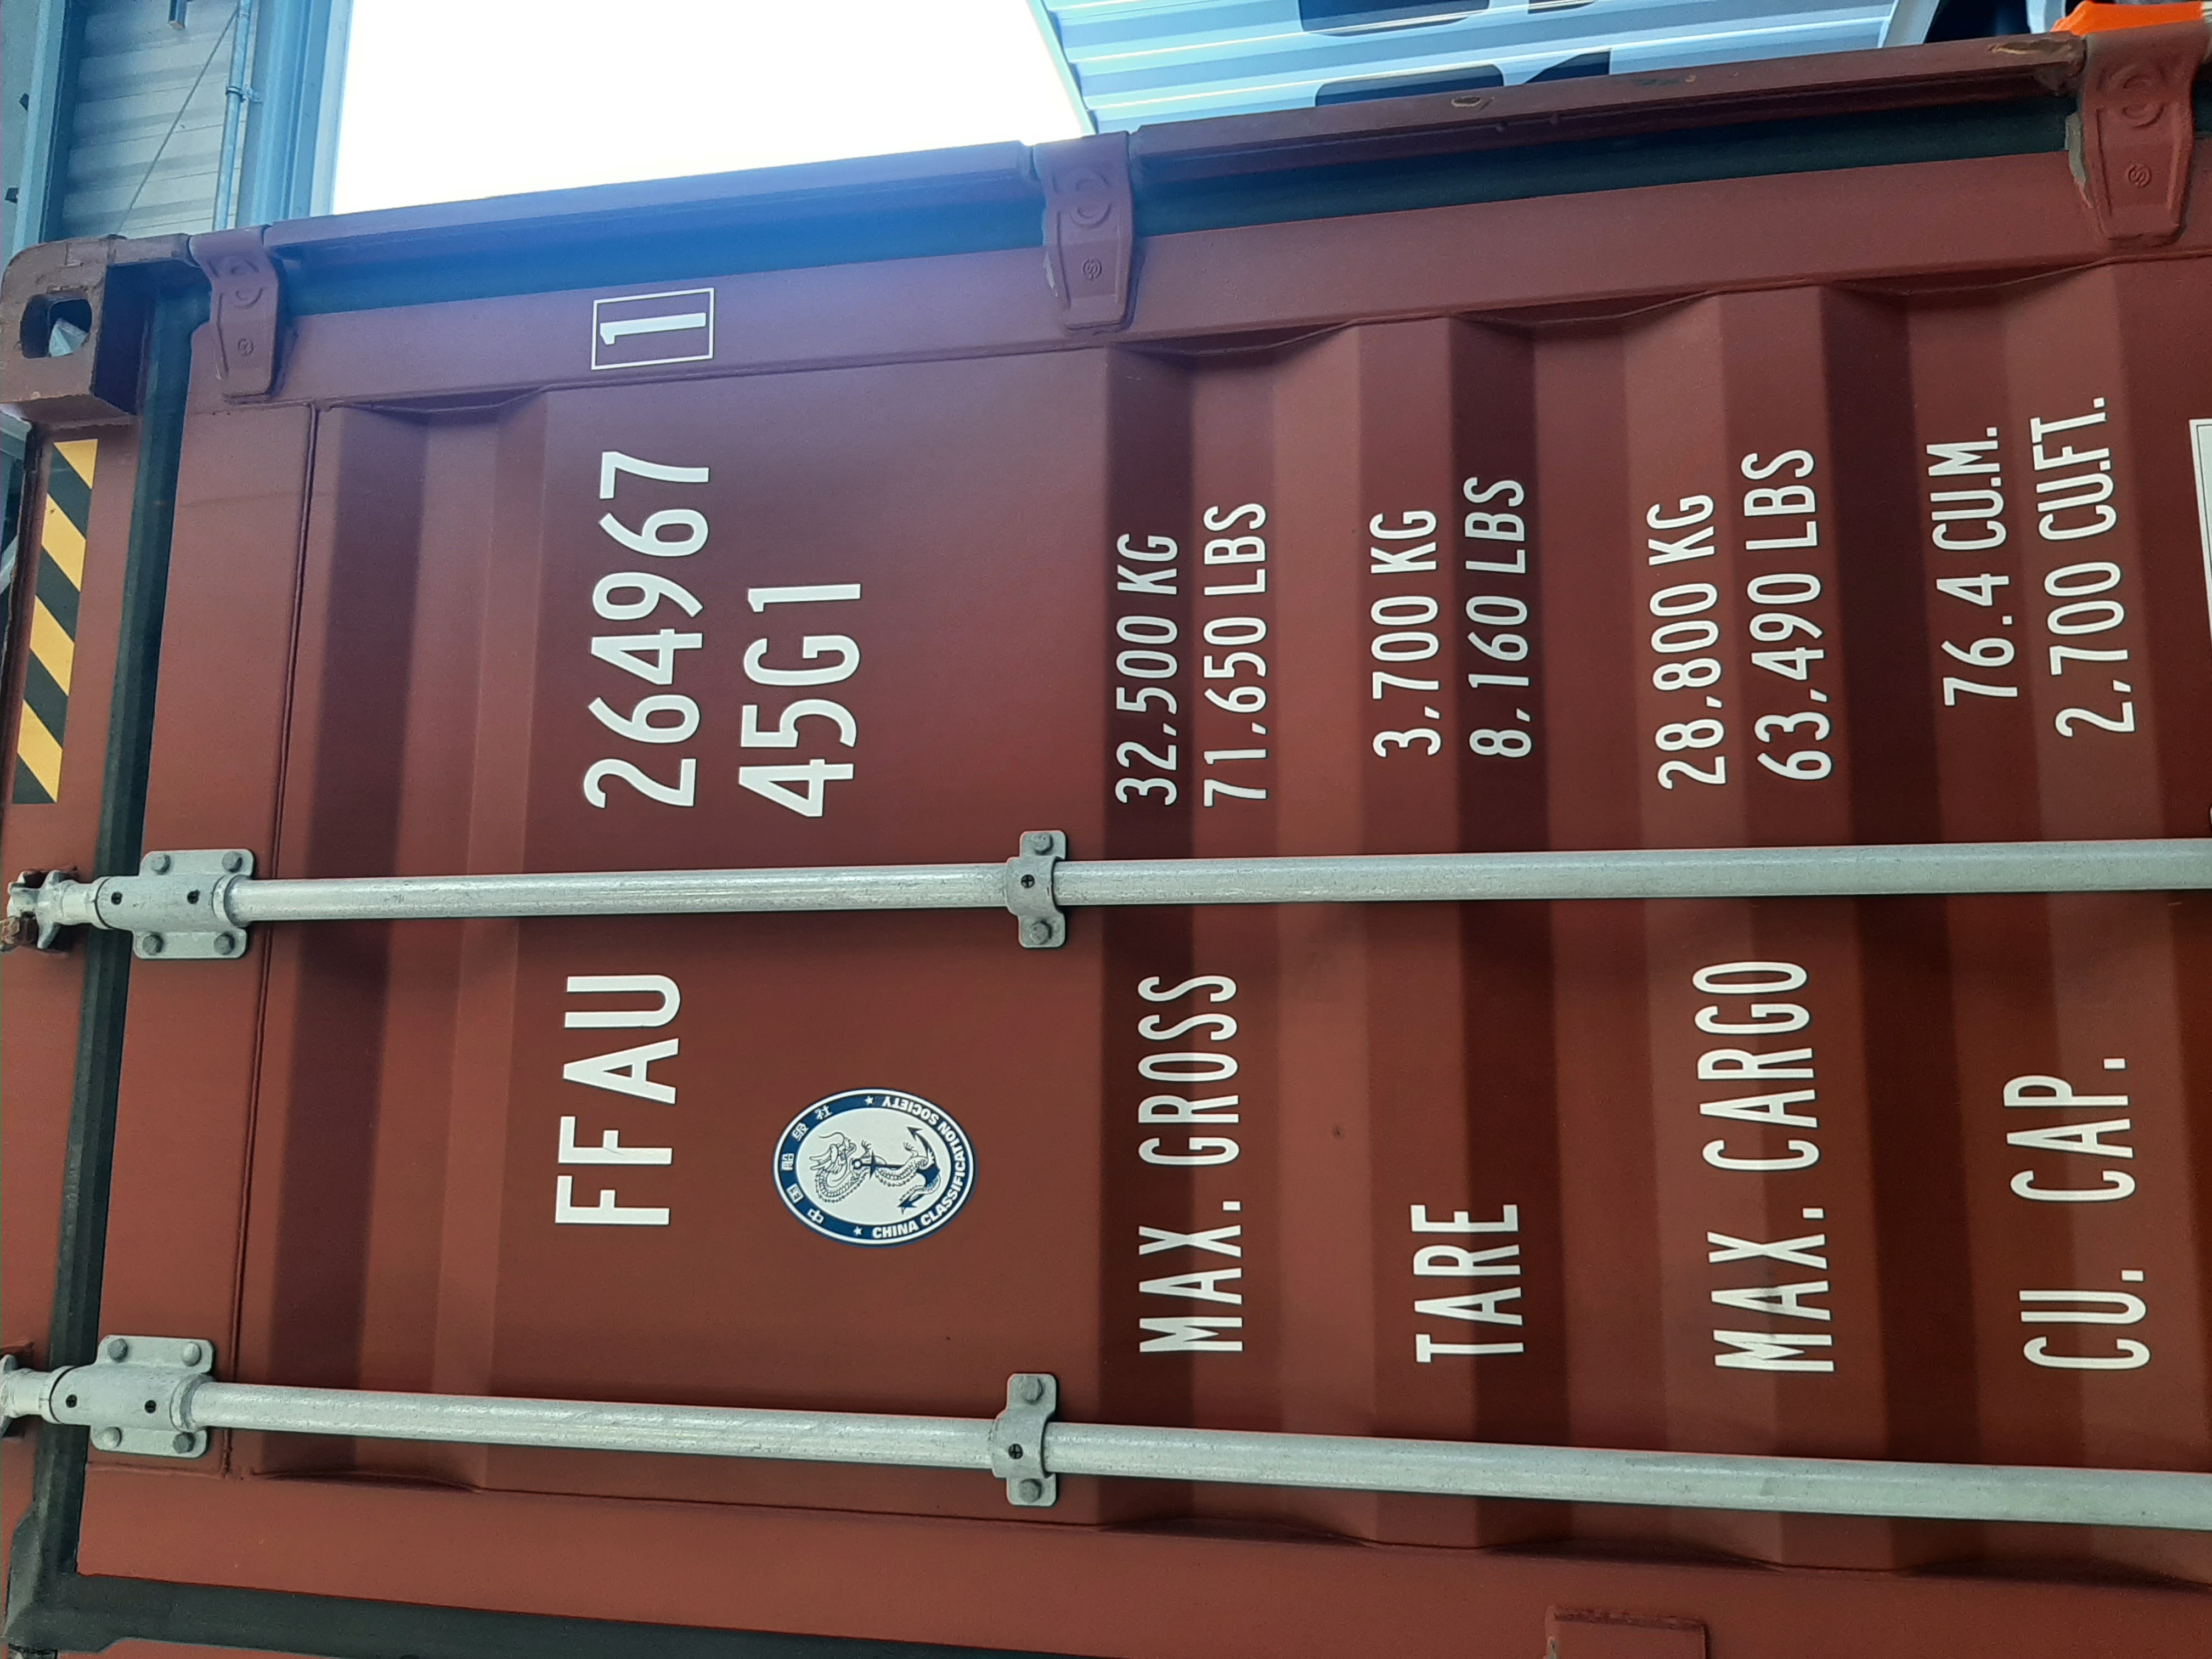 FFAU 264967 1
45G1
中国船级社
CHINA CLASSIFICATION SOCIETY
MAX. GROSS 32,500 KG
71,650 LBS
TARE 3,700 KG
8,160 LBS
MAX. CARGO 28,800 KG
63,490 LBS
CU. CAP. 76.4 CU.M.
2,700 CU.FT.